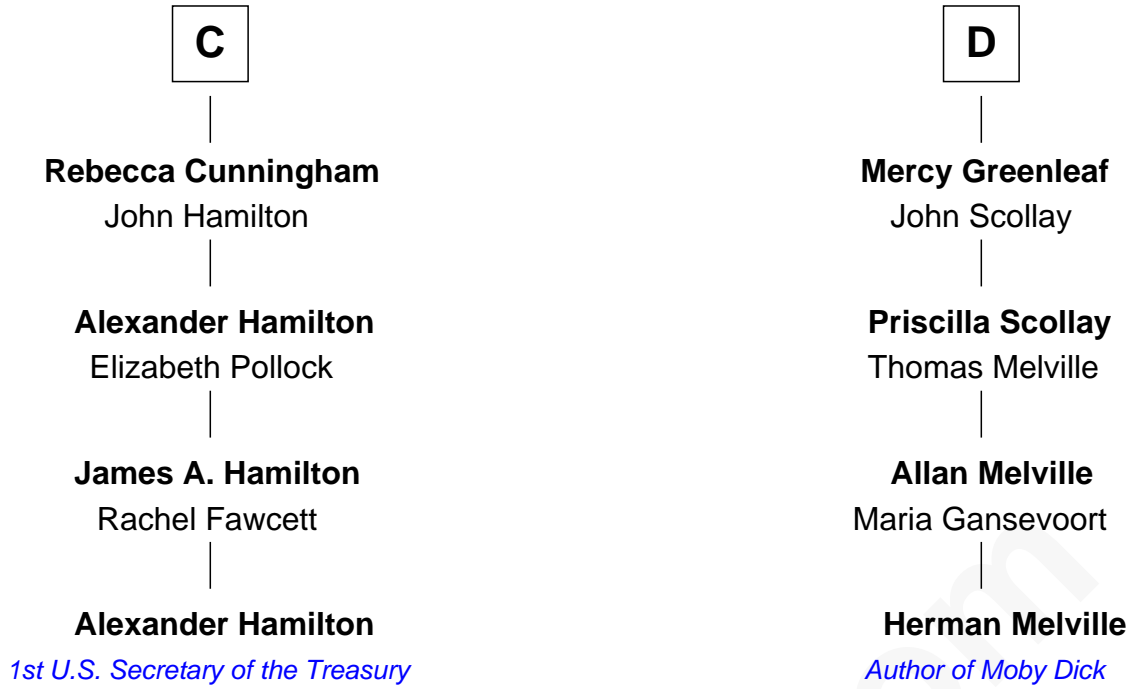 C
Rebecca Cunningham
John Hamilton
Alexander Hamilton
Elizabeth Pollock
James A. Hamilton
Rachel Fawcett
Alexander Hamilton
1st U.S. Secretary of the Treasury
D
Mercy Greenleaf
John Scollay
Priscilla Scollay
Thomas Melville
Allan Melville
Maria Gansevoort
Herman Melville
Author of Moby Dick